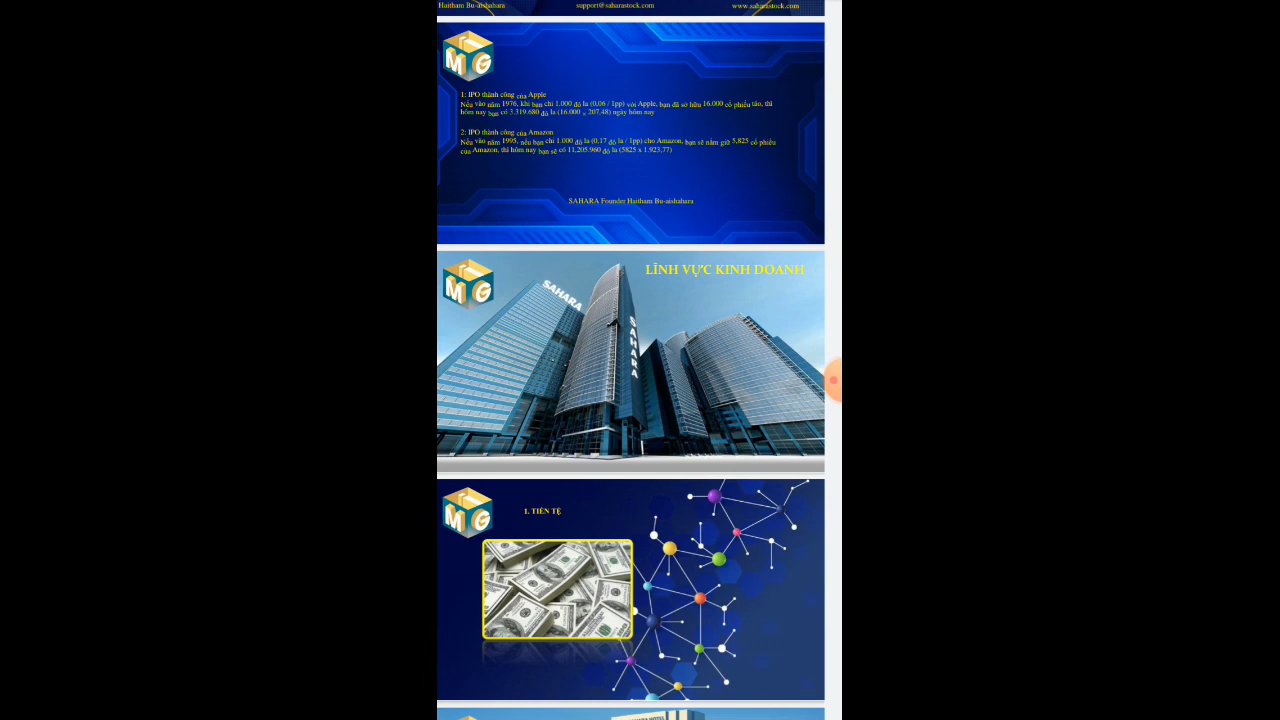 Haitham Bu-aishahara support@saharastock.com www.saharastock.com
MG
1: IPO thành công của Apple
Nếu vào năm 1976, khi bạn chi 1.000 đô la (0,06 / 1pp) với Apple, bạn đã sở hữu 16.000 cổ phiếu táo, thì
hôm nay bạn có 3.319.680 đô la (16.000 x 207.48) ngày hôm nay
2: IPO thành công của Amazon
Nếu vào năm 1995, nếu bạn chi 1.000 đô la (0,17 đô la / 1pp) cho Amazon, bạn sẽ nắm giữ 5,825 cổ phiếu
của Amazon, thì hôm nay bạn sẽ có 11,205.960 đô la (5825 x 1.923,77)
SAHARA Founder Haitham Bu-aishahara
MG
LĨNH VỰC KINH DOANH
SAHARA
SAHARA
MG
1. TIỀN TỆ